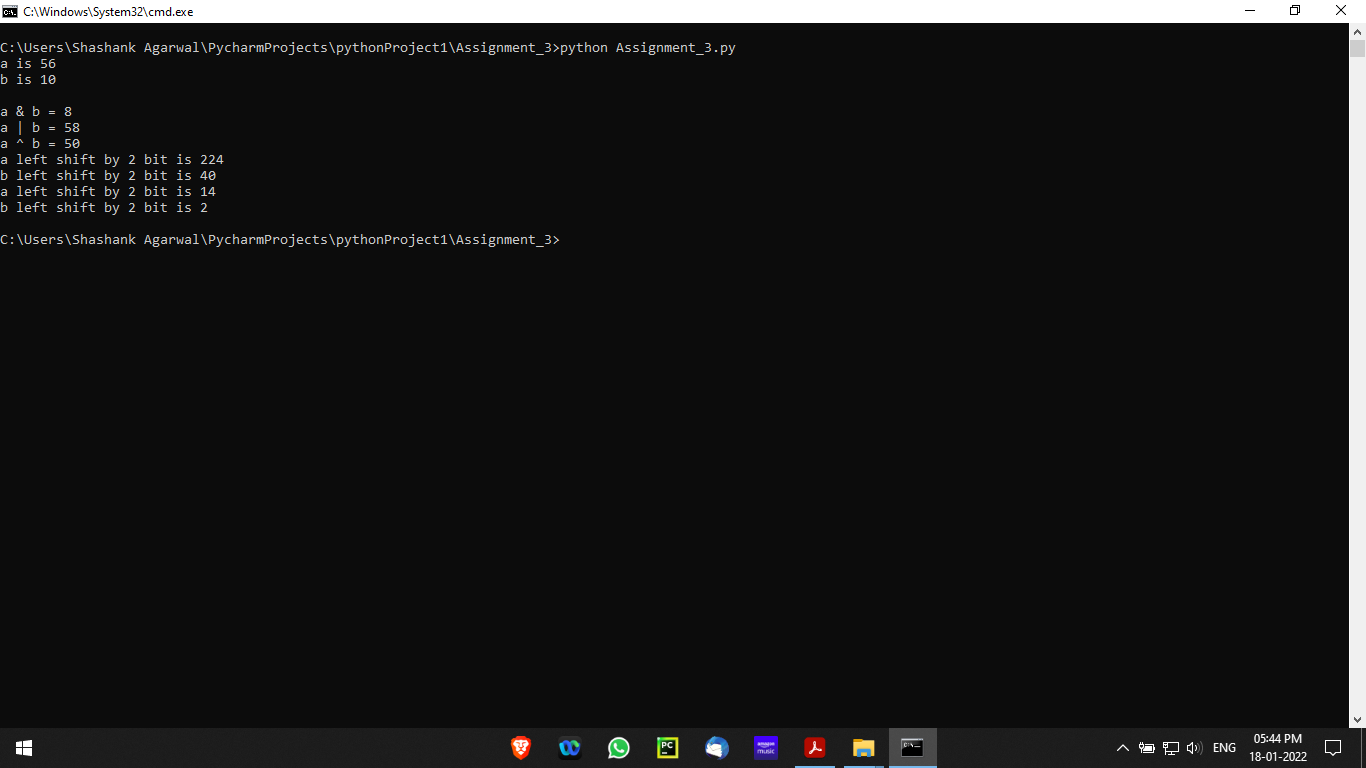 C:\Windows\System32\cmd.exe
C:\Users\Shashank Agarwal\PycharmProjects\pythonProject1\Assignment_3>python Assignment_3.py
a is 56
b is 10
a & b = 8
a | b = 58
a ^ b = 50
a left shift by 2 bit is 224
b left shift by 2 bit is 40
a left shift by 2 bit is 14
b left shift by 2 bit is 2
C:\Users\Shashank Agarwal\PycharmProjects\pythonProject1\Assignment_3>
PC
amazon music
ENG
05:44 PM
18-01-2022